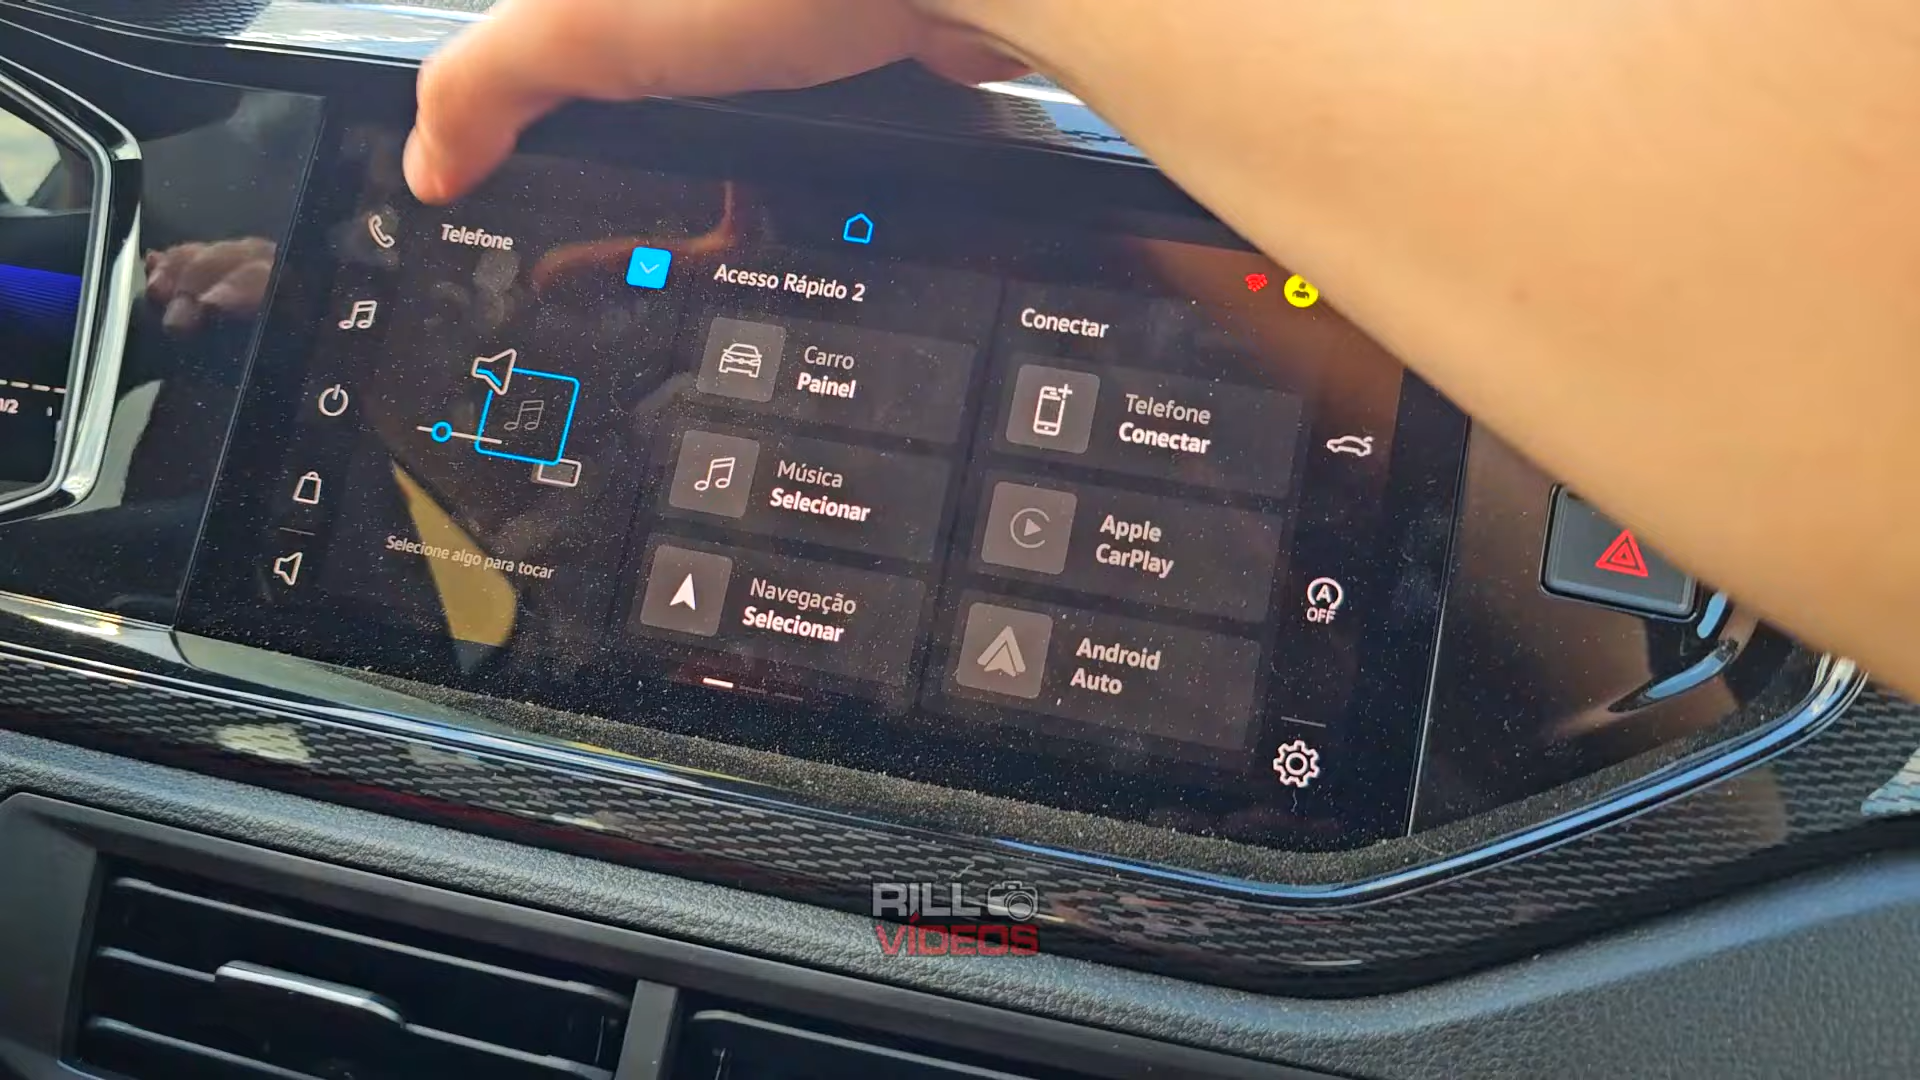 Telefone
Acesso Rápido 2
Carro
Painel
Música
Selecionar
Navegação
Selecionar
Conectar
Telefone
Conectar
Apple
CarPlay
Android
Auto
Selecione algo para tocar
A
OFF
RILL
VÍDEOS